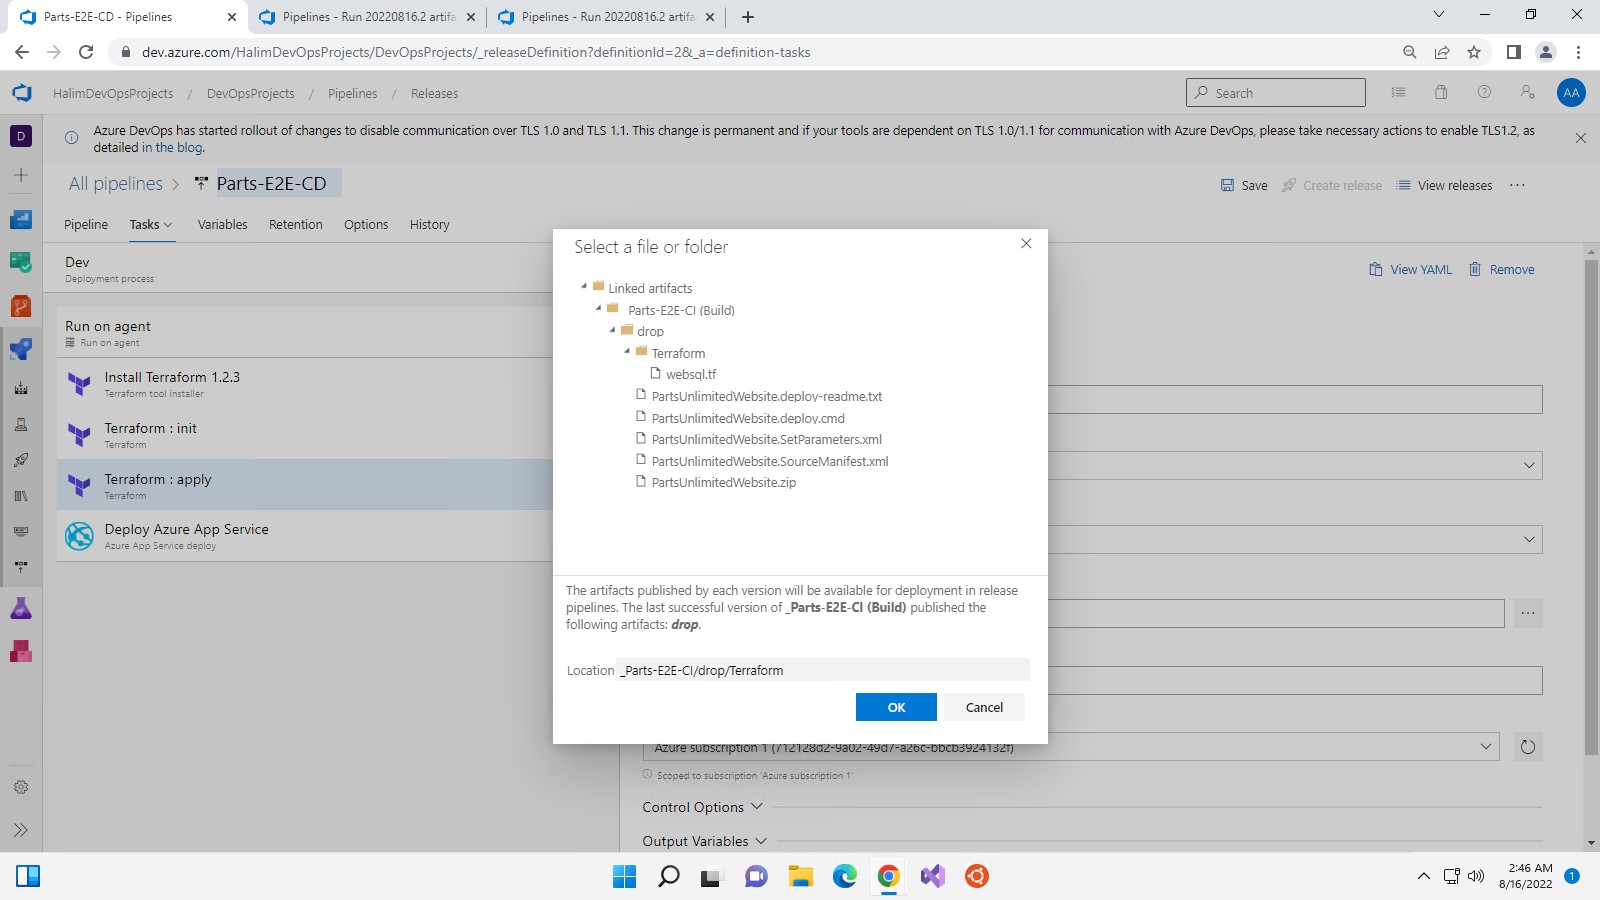 Parts-E2E-CD - Pipelines
Pipelines - Run 20220816.2 artifa
Pipelines - Run 20220816.2 artifa
dev.azure.com/HalimDevOpsProjects/DevOpsProjects/_releaseDefinition?definitionId=2&_a=definition-tasks
HalimDevOpsProjects / DevOpsProjects / Pipelines / Releases
Search
AA
D
Azure DevOps has started rollout of changes to disable communication over TLS 1.0 and TLS 1.1. This change is permanent and if your tools are dependent on TLS 1.0/1.1 for communication with Azure DevOps, please take necessary actions to enable TLS1.2, as
detailed in the blog.
All pipelines > Parts-E2E-CD
Save
Create release
View releases
Pipeline Tasks Variables Retention Options History
Dev
Deployment process
View YAML
Remove
Run on agent
Run on agent
Install Terraform 1.2.3
Terraform tool installer
Terraform : init
Terraform
Terraform : apply
Terraform
Deploy Azure App Service
Azure App Service deploy
Select a file or folder
Linked artifacts
Parts-E2E-CI (Build)
drop
Terraform
websql.tf
PartsUnlimitedWebsite.deploy-readme.txt
PartsUnlimitedWebsite.deploy.cmd
PartsUnlimitedWebsite.SetParameters.xml
PartsUnlimitedWebsite.SourceManifest.xml
PartsUnlimitedWebsite.zip
The artifacts published by each version will be available for deployment in release
pipelines. The last successful version of _Parts-E2E-CI (Build) published the
following artifacts: drop.
Location _Parts-E2E-CI/drop/Terraform
OK
Cancel
Azure subscription 1 (712128d2-9a02-49d7-a26c-bbcb3924132f)
Scoped to subscription 'Azure subscription 1'
Control Options
Output Variables
2:46 AM
8/16/2022
1